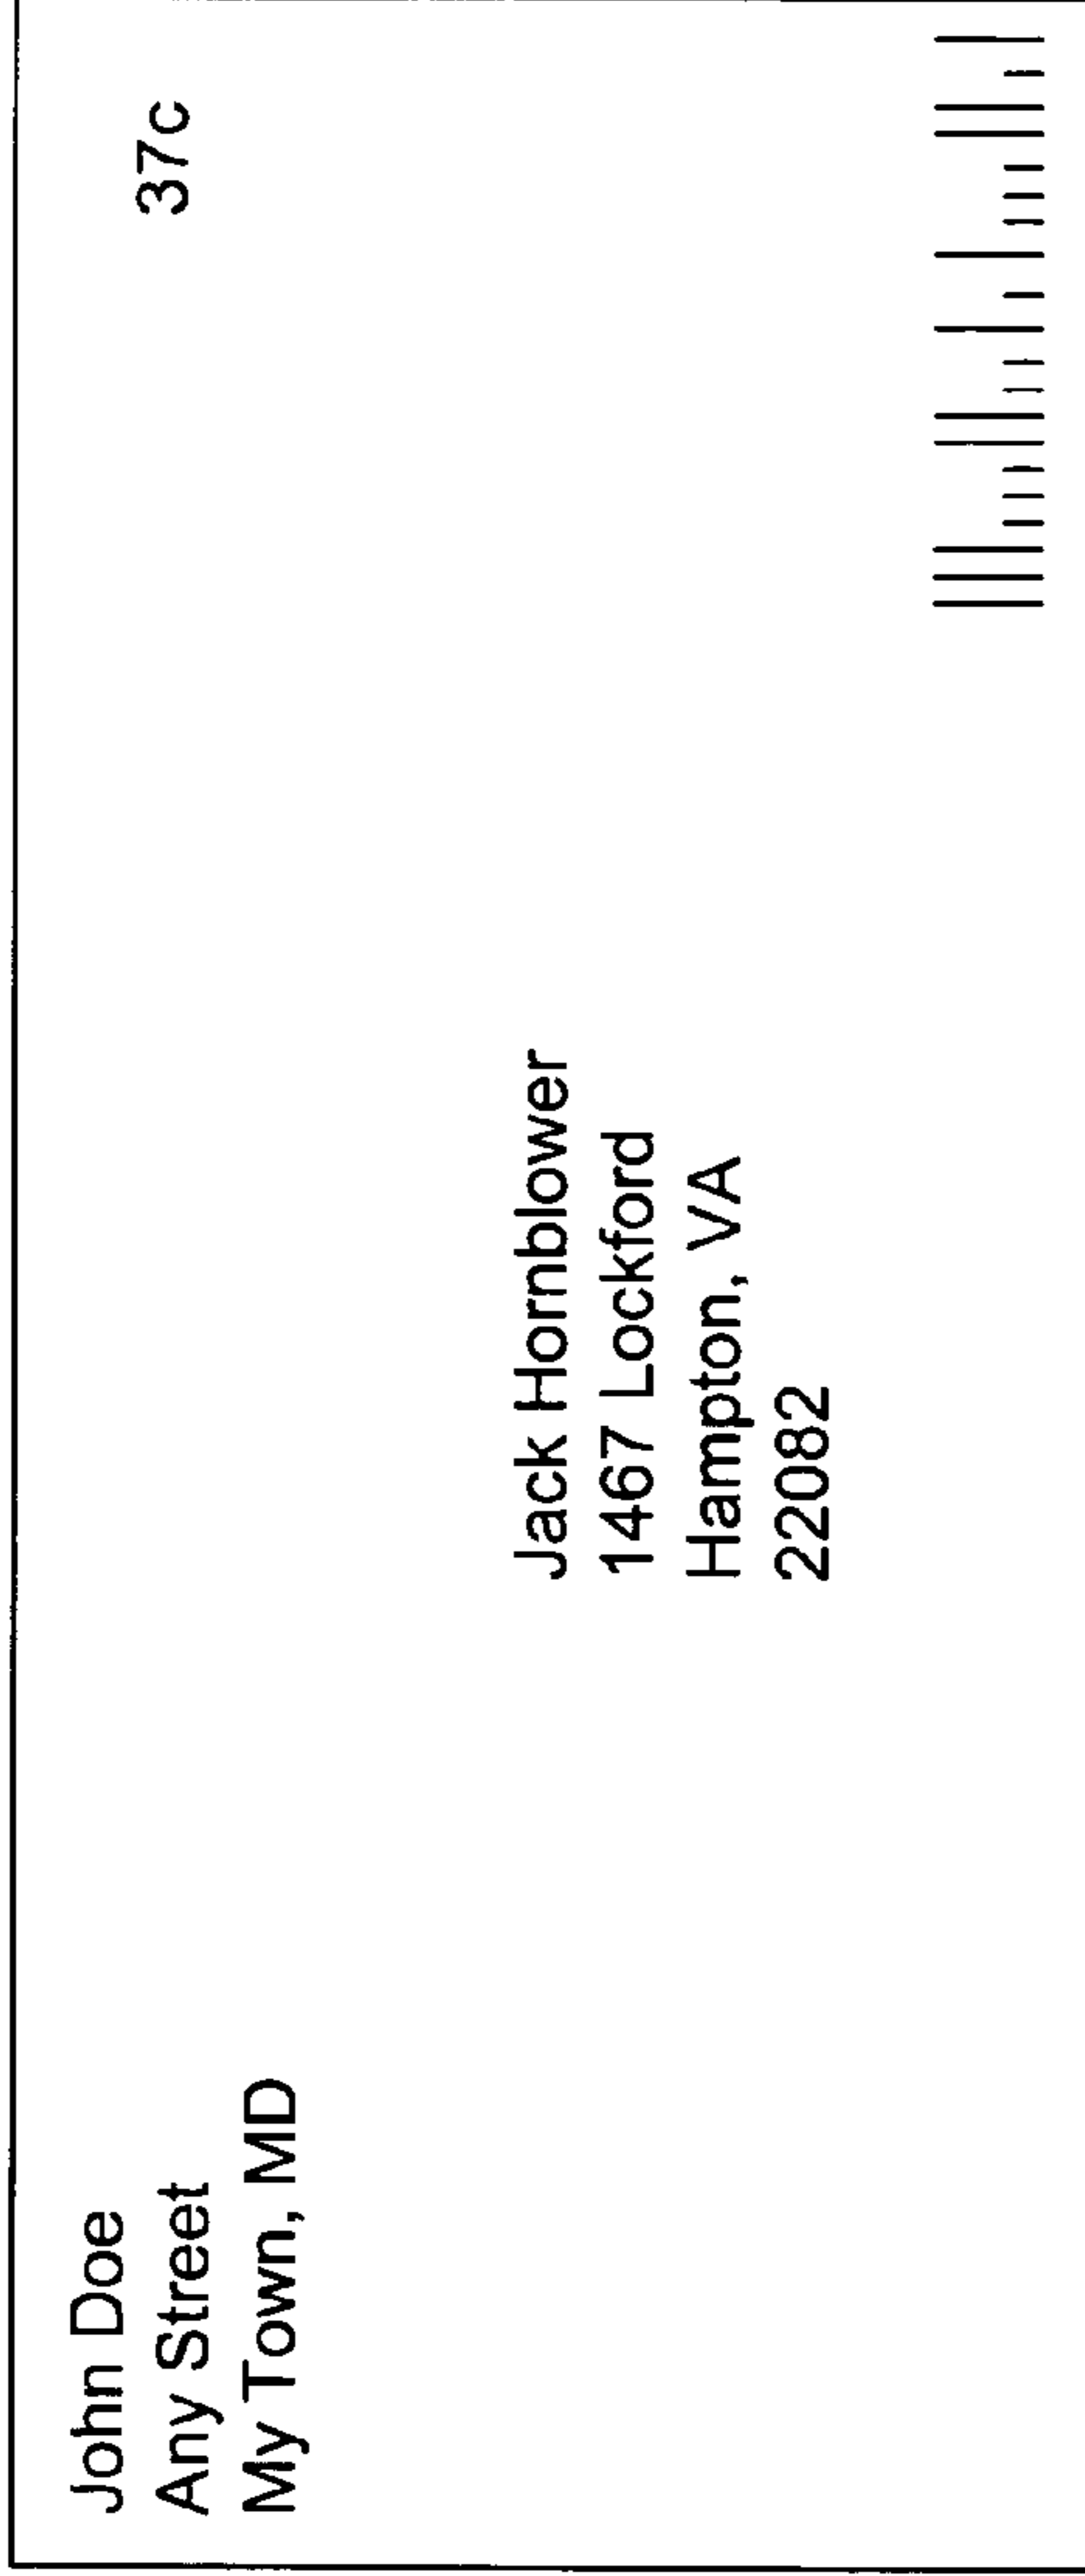 John Doe
Any Street
My Town, MD
37c
Jack Hornblower
1467 Lockford
Hampton, VA
22082